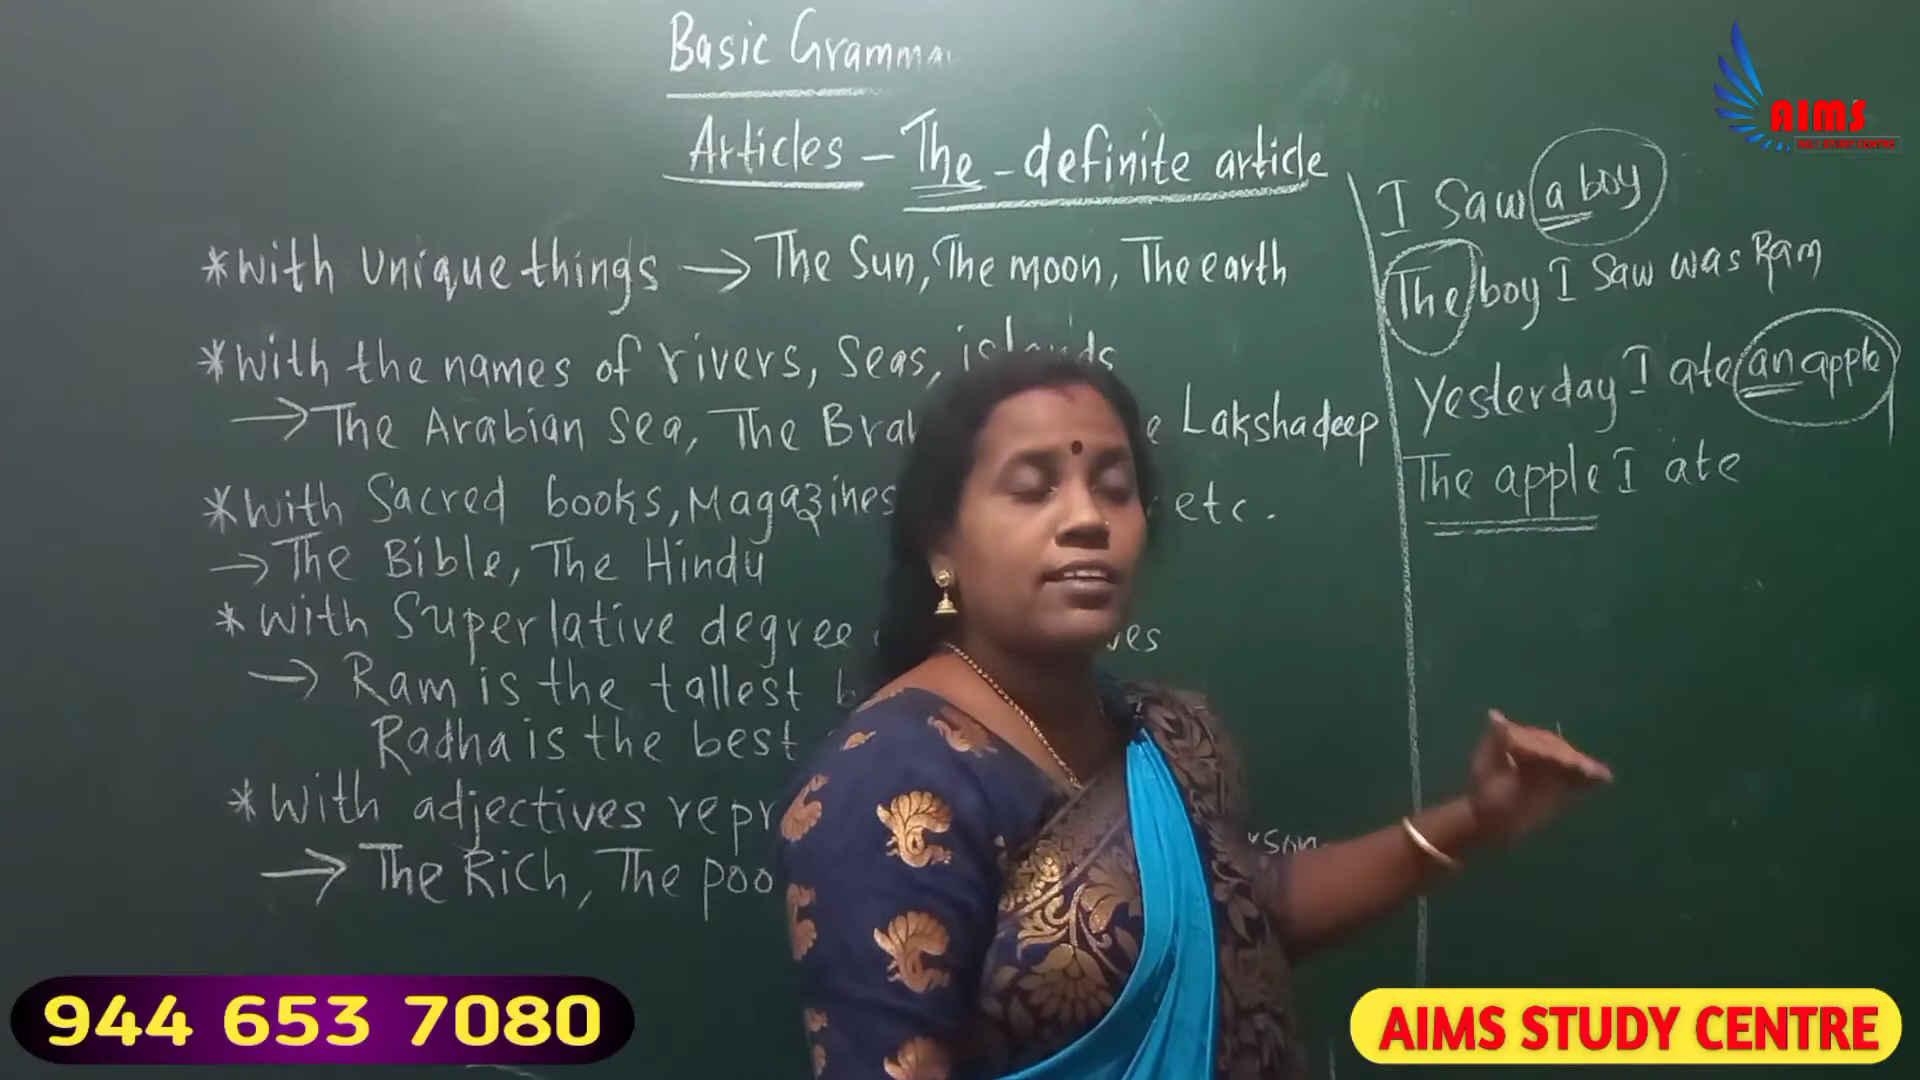 Basic Gramma
Articles - The - definite article
*with unique things → The Sun, The moon, The earth
*with the names of rivers, seas, islands
→ The Arabian sea, The Lakshadeep
*with Sacred books, Magazines etc.
→ The Bible, The Hindu
*with Superlative degree
→ Ram is the tallest
Radha is the best
*with adjectives
→ The Rich, The
I saw a boy
The boy I saw was Ram
Yesterday I ate an apple
The apple I ate
AIMS
944 653 7080
AIMS STUDY CENTRE